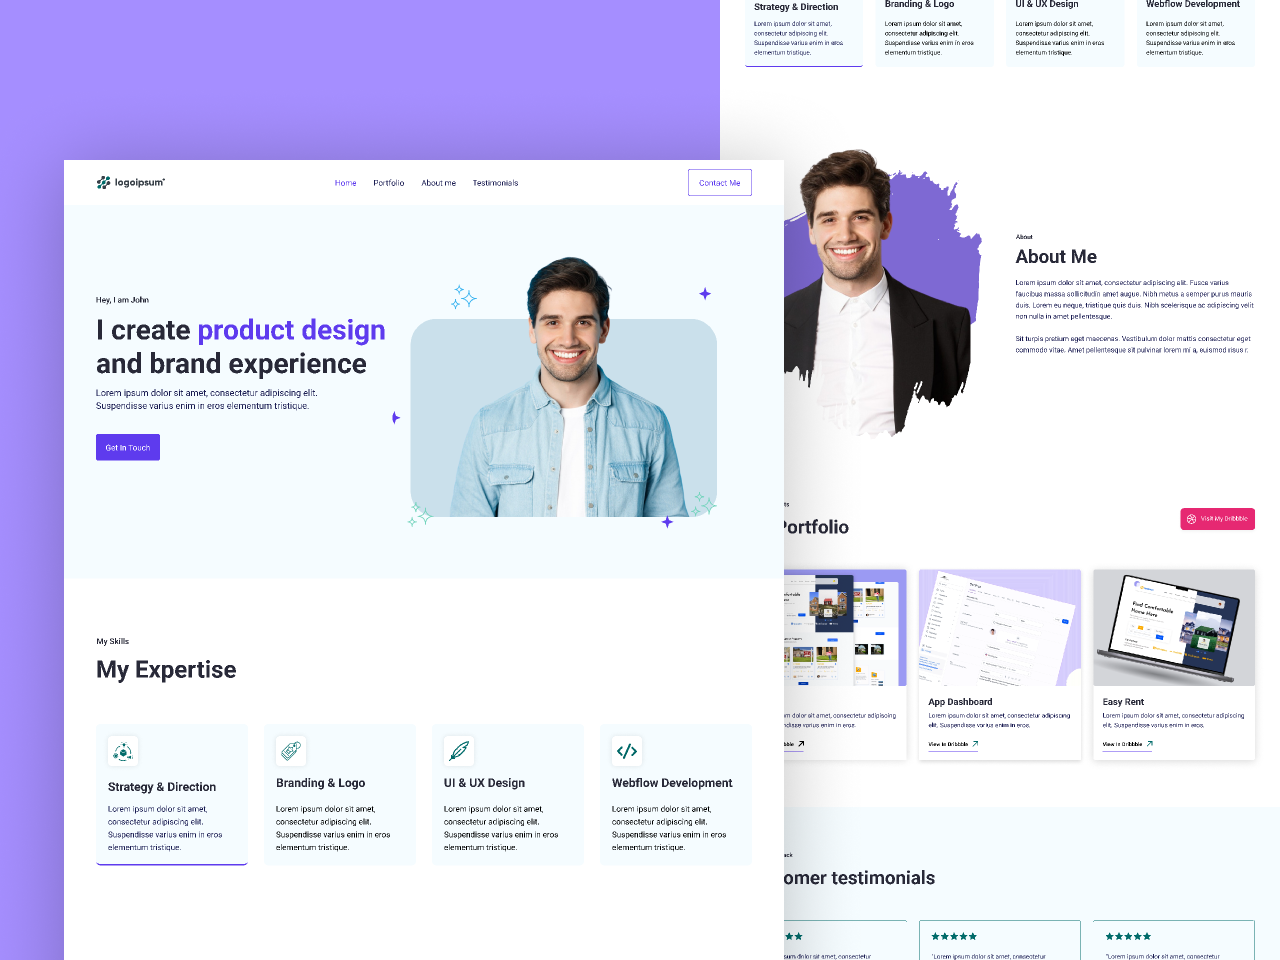 logoipsum
Home
Portfolio
About me
Testimonials
Contact Me
Hey, I am John
I create product design
and brand experience
Lorem ipsum dolor sit amet, consectetur adipiscing elit.
Suspendisse varius enim in eros elementum tristique.
Get In Touch
My Skills
My Expertise
Strategy & Direction
Lorem ipsum dolor sit amet,
consectetur adipiscing elit.
Suspendisse varius enim in eros
elementum tristique.
Branding & Logo
Lorem ipsum dolor sit amet,
consectetur adipiscing elit.
Suspendisse varius enim in eros
elementum tristique.
UI & UX Design
Lorem ipsum dolor sit amet,
consectetur adipiscing elit.
Suspendisse varius enim in eros
elementum tristique.
Webflow Development
Lorem ipsum dolor sit amet,
consectetur adipiscing elit.
Suspendisse varius enim in eros
elementum tristique.
Strategy & Direction
Lorem ipsum dolor sit amet,
consectetur adipiscing elit.
Suspendisse varius enim in eros
elementum tristique.
Branding & Logo
Lorem ipsum dolor sit amet,
consectetur adipiscing elit.
Suspendisse varius enim in eros
elementum tristique.
UI & UX Design
Lorem ipsum dolor sit amet,
consectetur adipiscing elit.
Suspendisse varius enim in eros
elementum tristique.
Webflow Development
Lorem ipsum dolor sit amet,
consectetur adipiscing elit.
Suspendisse varius enim in eros
elementum tristique.
About
About Me
Lorem ipsum dolor sit amet, consectetur adipiscing elit. Fusce varius
faucibus massa sollicitudin amet augue. Nibh metus a semper purus mauris
duis. Lorem eu neque, tristique quis duis. Nibh scelerisque ac adipiscing velit
non nulla in amet pellentesque.
Sit turpis pretium eget maecenas. Vestibulum dolor mattis consectetur eget
commodo vitae. Amet pellentesque sit pulvinar lorem mi a, euismod risus r.
ts
Portfolio
Visit My Dribbble
sum dolor sit amet, consectetur adipiscing
disse varius enim in eros.
bble
App Dashboard
Lorem ipsum dolor sit amet, consectetur adipiscing
elit. Suspendisse varius enim in eros.
View In Dribbble
Find Comfortable
Home Here
Easy Rent
Lorem ipsum dolor sit amet, consectetur adipiscing
elit. Suspendisse varius enim in eros.
View In Dribbble
ack
omer testimonials
sum dolor sit amet, consectetur
"Lorem ipsum dolor sit amet, consectetur
"Lorem ipsum dolor sit amet, consectetur